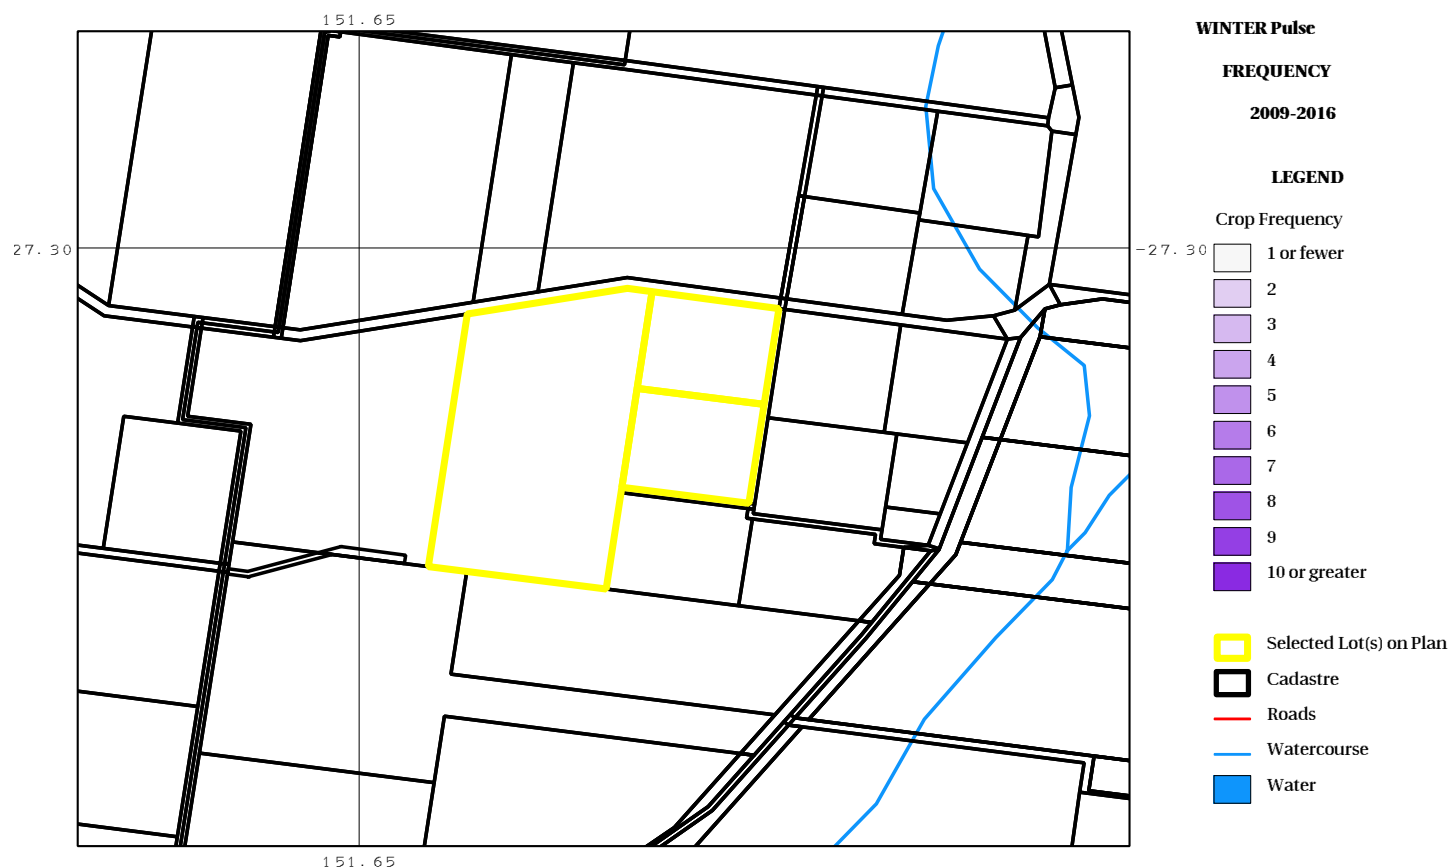 151.65
WINTER Pulse
FREQUENCY
2009-2016
LEGEND
Crop Frequency
27.30
-27.30
1 or fewer
2
3
4
5
6
7
8
9
10 or greater
Selected Lot(s) on Plan
Cadastre
Roads
Watercourse
Water
151.65